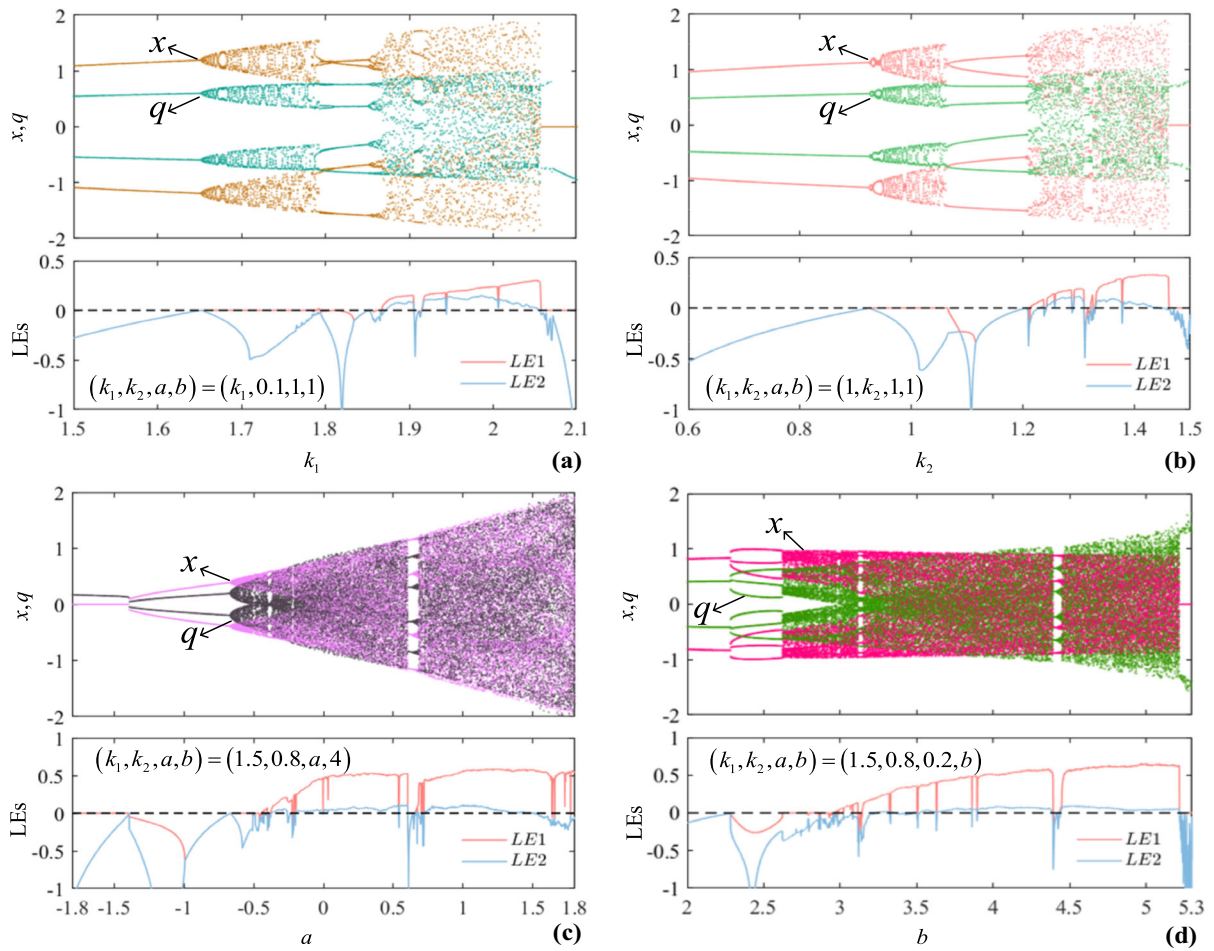 2
x
1
x,q
0
q
-1
-2
0.5
0
LEs
-0.5
LE1
LE2
(k₁,k₂,a,b)=(k₁,0.1,1,1)
-1
1.5 1.6 1.7 1.8 1.9 2 2.1
k₁
(a)
2
x
1
x,q
0
q
-1
-2
0.5
0
LEs
-0.5
LE1
LE2
(k₁,k₂,a,b)=(1,k₂,1,1)
-1
0.6 0.8 1 1.2 1.4 1.5
k₂
(b)
2
1
x
x,q
0
q
-1
-2
1
(k₁,k₂,a,b)=(1.5,0.8,a,4)
0.5
0
LEs
-0.5
LE1
LE2
-1
-1.8 -1.5 -1 -0.5 0 0.5 1 1.5 1.8
a
(c)
2
x
1
x,q
0
q
-1
-2
1
(k₁,k₂,a,b)=(1.5,0.8,0.2,b)
0.5
0
LEs
-0.5
LE1
LE2
-1
2 2.5 3 3.5 4 4.5 5 5.3
b
(d)